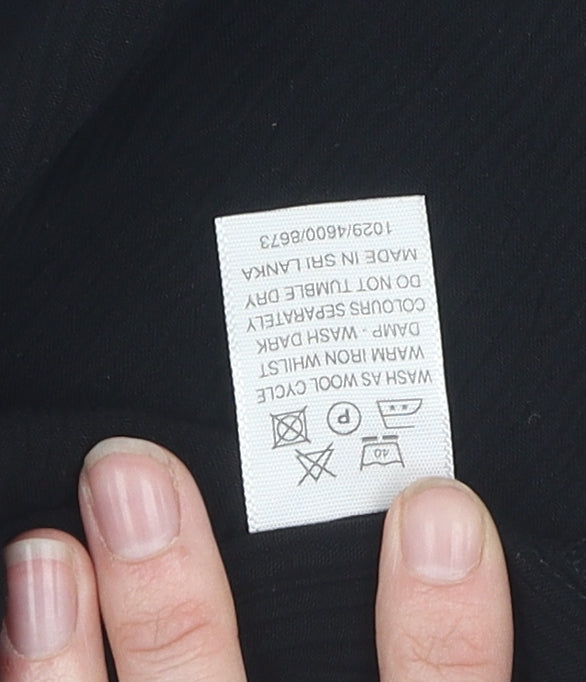 40
P
WASH AS WOOL CYCLE
WARM IRON WHILST
DAMP - WASH DARK
COLOURS SEPARATELY
DO NOT TUMBLE DRY
MADE IN SRI LANKA
1029/4600/8673